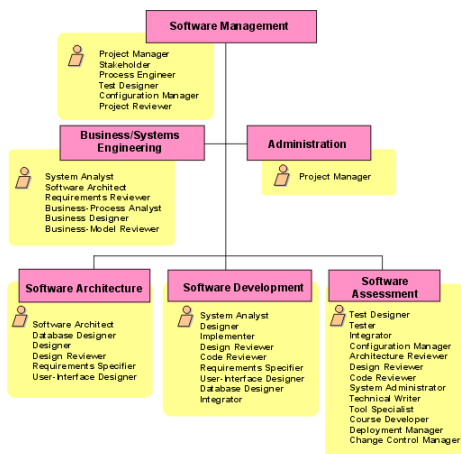 Software Management
Project Manager
Stakeholder
Process Engineer
Test Designer
Configuration Manager
Project Reviewer
Business/Systems
Engineering
System Analyst
Software Architect
Requirements Reviewer
Business-Process Analyst
Business Designer
Business-Model Reviewer
Administration
Project Manager
Software Architecture
Software Architect
Database Designer
Designer
Design Reviewer
Requirements Specifier
User-Interface Designer
Software Development
System Analyst
Designer
Implementer
Design Reviewer
Code Reviewer
Requirements Specifier
User-Interface Designer
Database Designer
Integrator
Software
Assessment
Test Designer
Tester
Integrator
Configuration Manager
Architecture Reviewer
Design Reviewer
Code Reviewer
System Administrator
Technical Writer
Tool Specialist
Course Developer
Deployment Manager
Change Control Manager